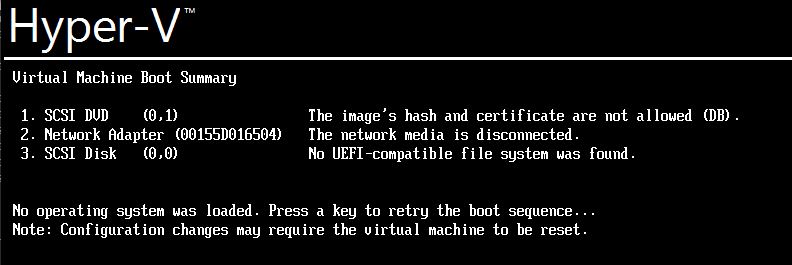 Hyper-V™
Virtual Machine Boot Summary
1. SCSI DVD (0,1) The image's hash and certificate are not allowed (DB).
2. Network Adapter (00155D016504) The network media is disconnected.
3. SCSI Disk (0,0) No UEFI-compatible file system was found.
No operating system was loaded. Press a key to retry the boot sequence...
Note: Configuration changes may require the virtual machine to be reset.